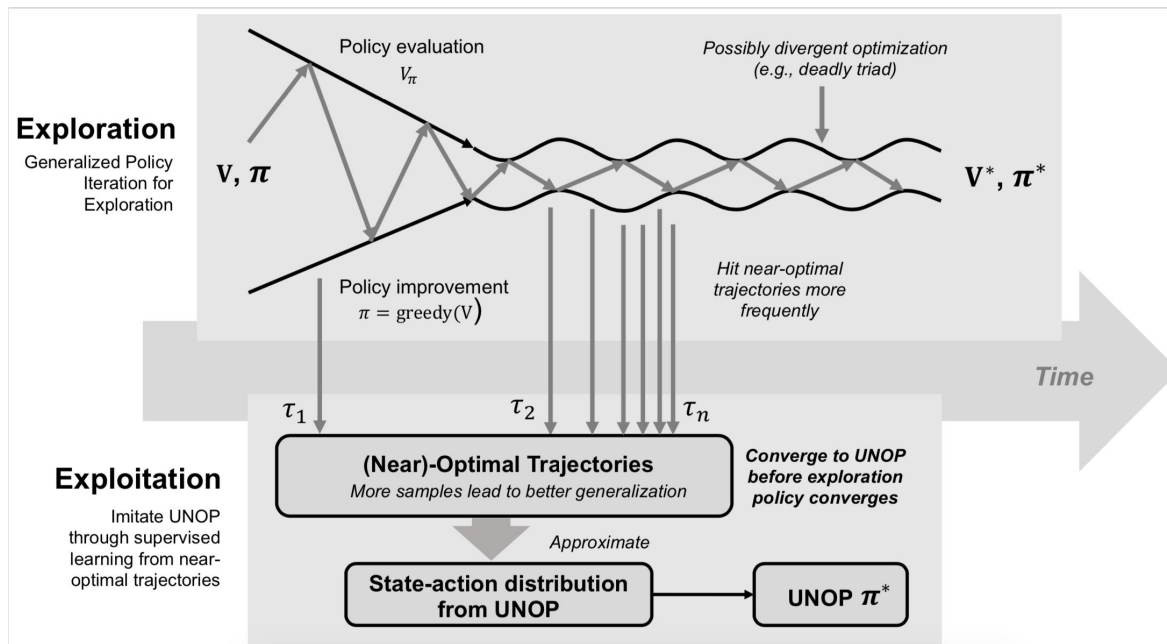 Policy evaluation
V_π
Possibly divergent optimization
(e.g., deadly triad)
Exploration
Generalized Policy
Iteration for
Exploration
V, π
V*, π*
Policy improvement
π = greedy(V)
Hit near-optimal
trajectories more
frequently
Time
τ₁
τ₂
τₙ
Exploitation
Imitate UNOP
through supervised
learning from near-
optimal trajectories
(Near)-Optimal Trajectories
More samples lead to better generalization
Converge to UNOP
before exploration
policy converges
Approximate
State-action distribution
from UNOP
UNOP π*